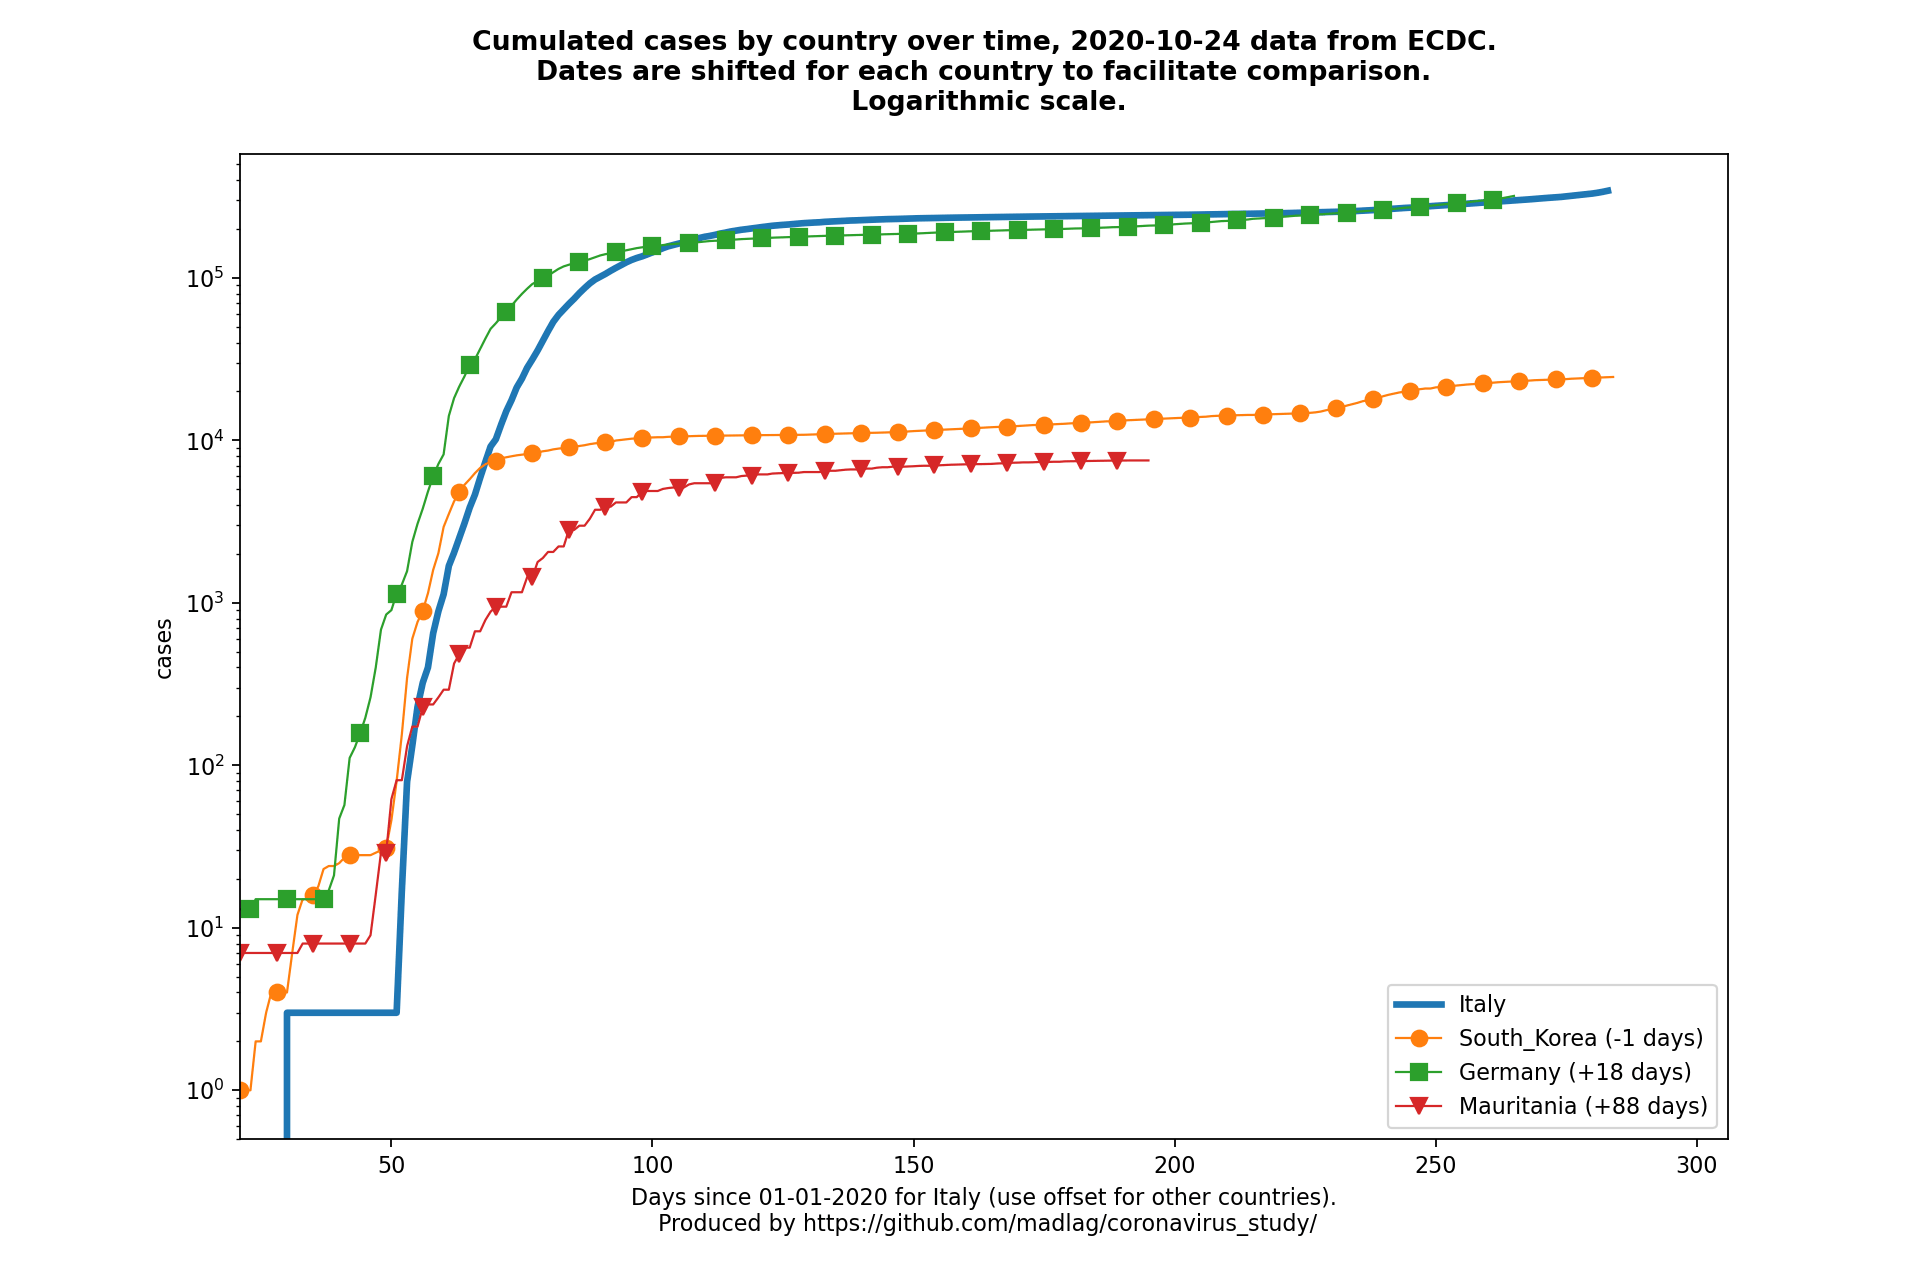 Cumulated cases by country over time, 2020-10-24 data from ECDC.
Dates are shifted for each country to facilitate comparison.
Logarithmic scale.
cases
10^5
10^4
10^3
10^2
10^1
10^0
Italy
South_Korea (-1 days)
Germany (+18 days)
Mauritania (+88 days)
50 100 150 200 250 300
Days since 01-01-2020 for Italy (use offset for other countries).
Produced by https://github.com/madlag/coronavirus_study/